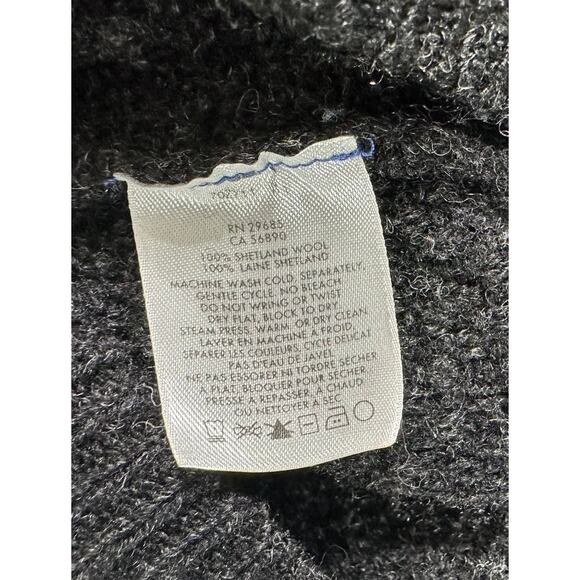 RN 29685
CA 56890
100% SHETLAND WOOL
100% LAINE SHETLAND
MACHINE WASH COLD, SEPARATELY,
GENTLE CYCLE. NO BLEACH
DO NOT WRING OR TWIST
DRY FLAT, BLOCK TO DRY
STEAM PRESS, WARM, OR DRY CLEAN
LAVER EN MACHINE A FROID,
SEPARER LES COULEURS, CYCLE DELICAT
PAS D'EAU DE JAVEL
NE PAS ESSORER NI TORDRE SECHER
A PLAT, BLOQUER POUR SECHER
PRESSE A REPASSER, A CHAUD
OU NETTOYER A SEC